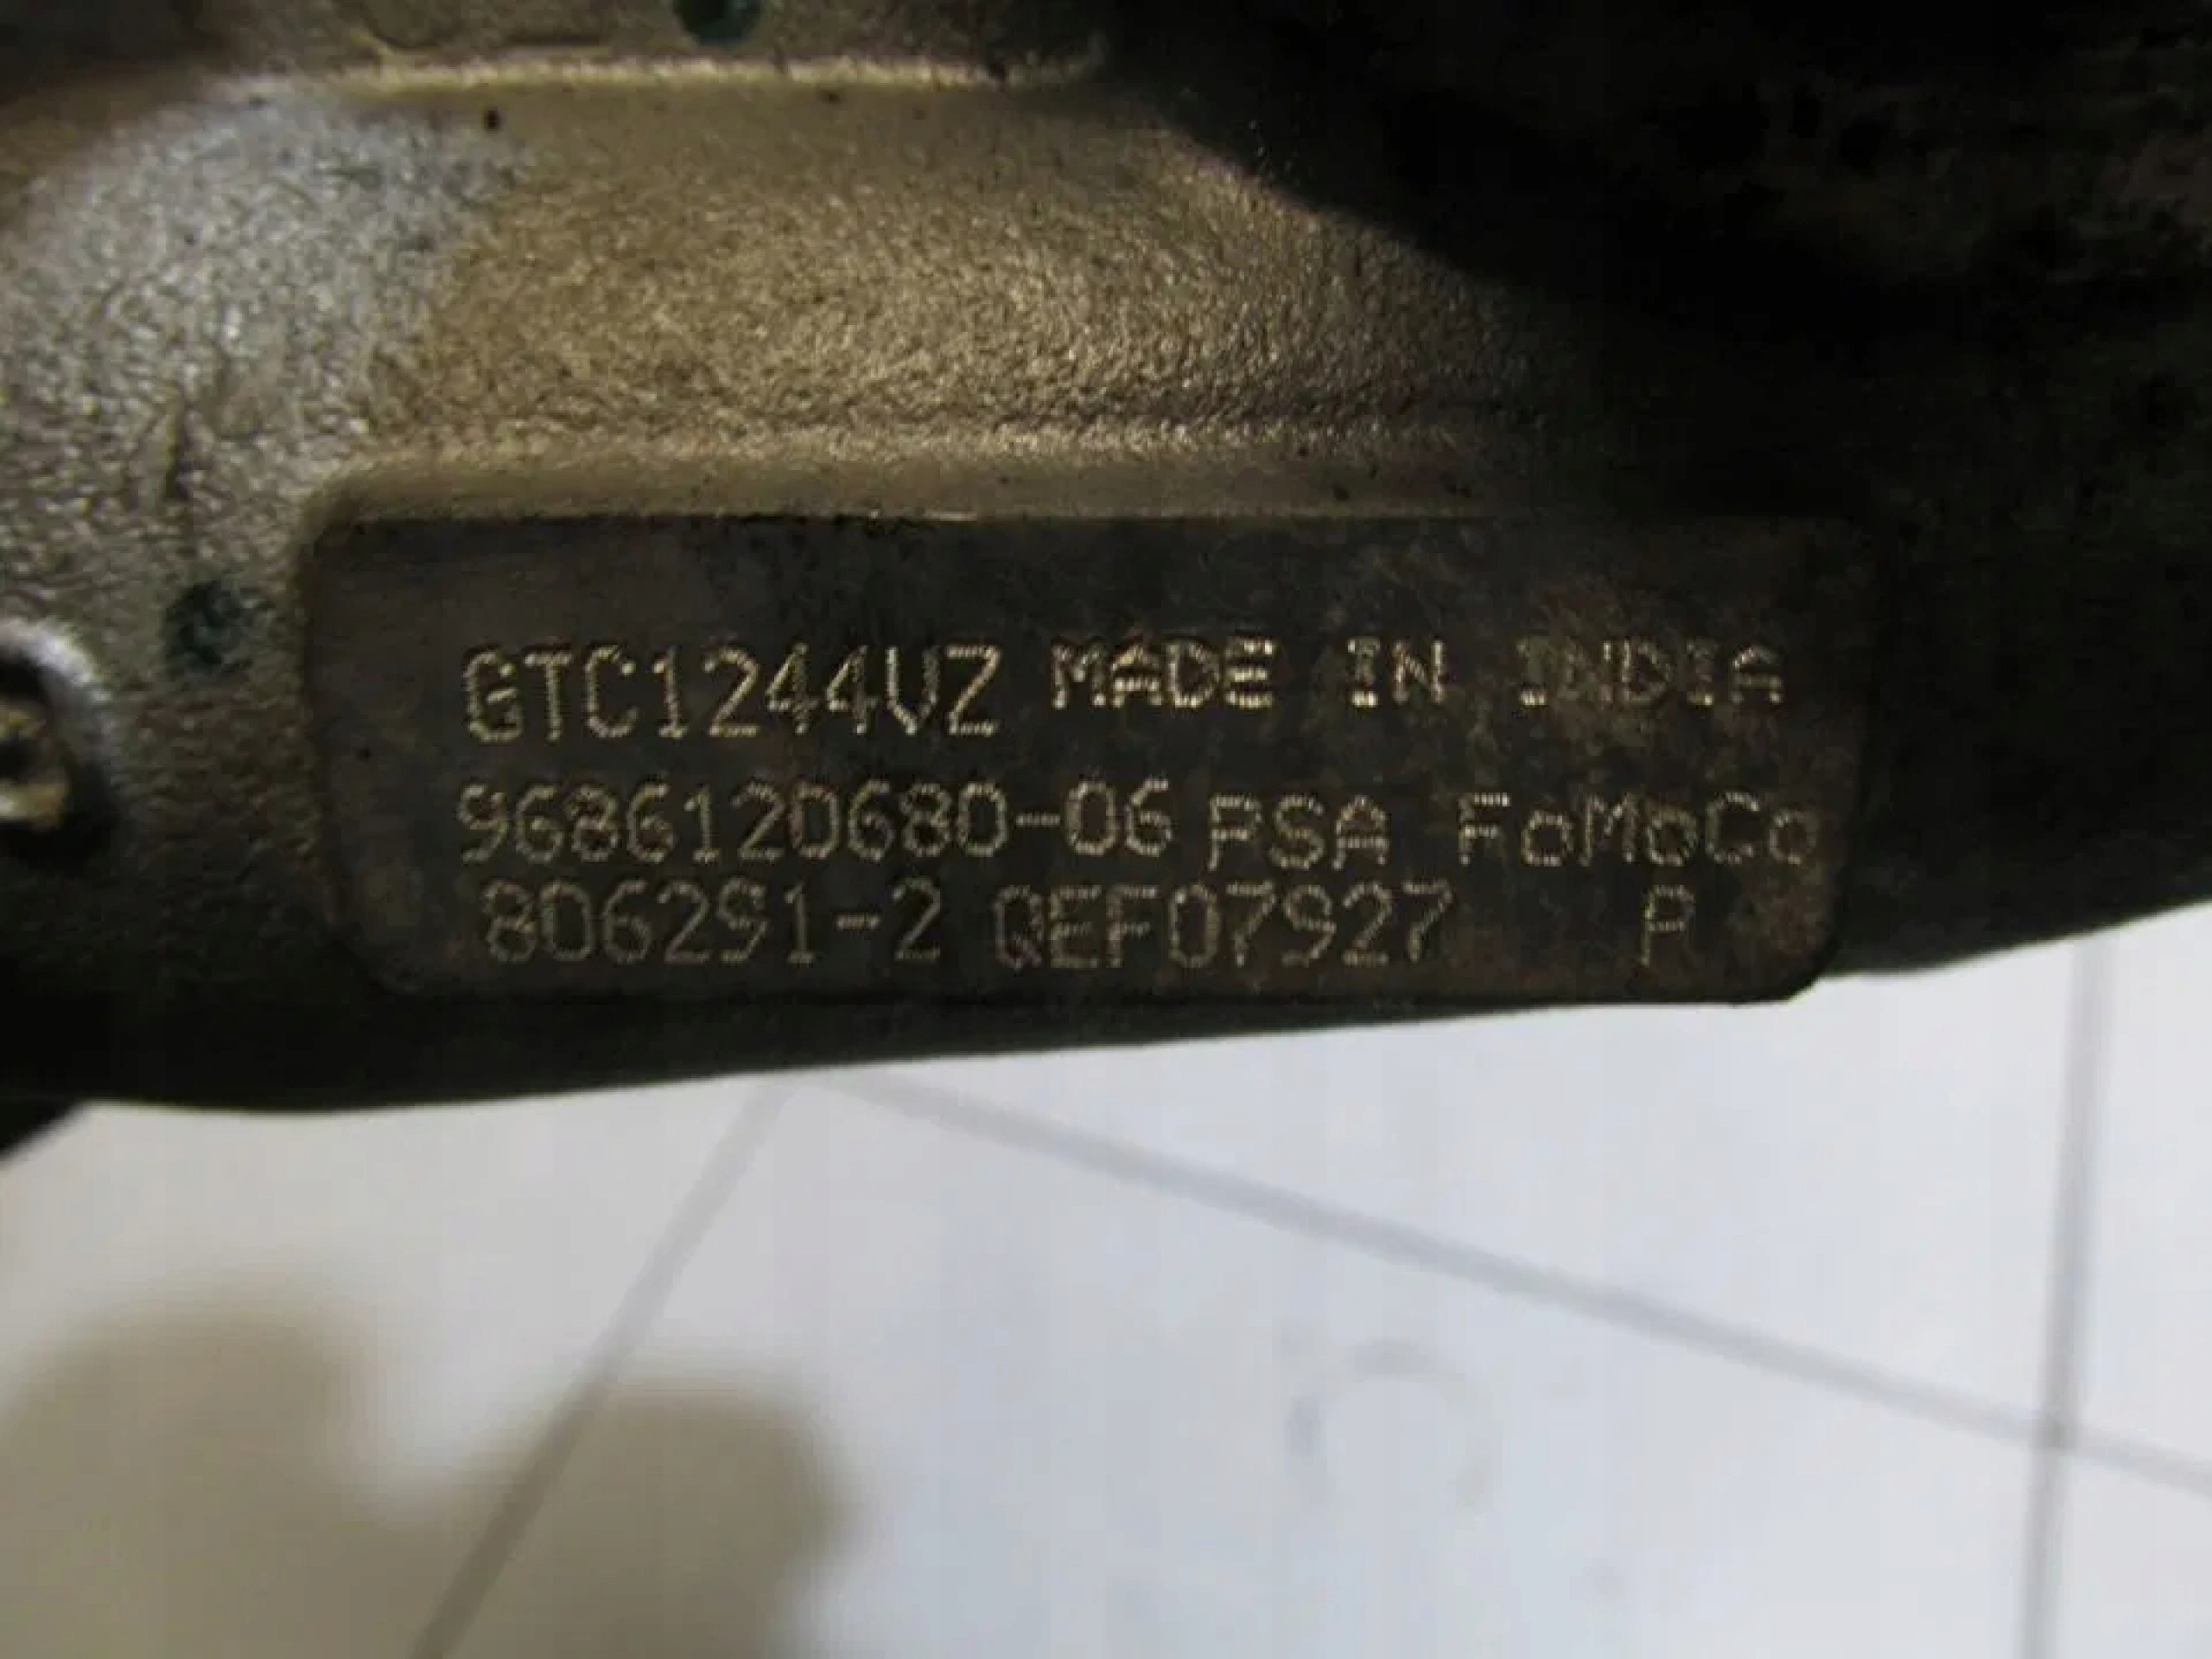 GTC1244VZ MADE IN INDIA
9686120680-06 PSA FoMoCo
806291-2 QEF07927 P